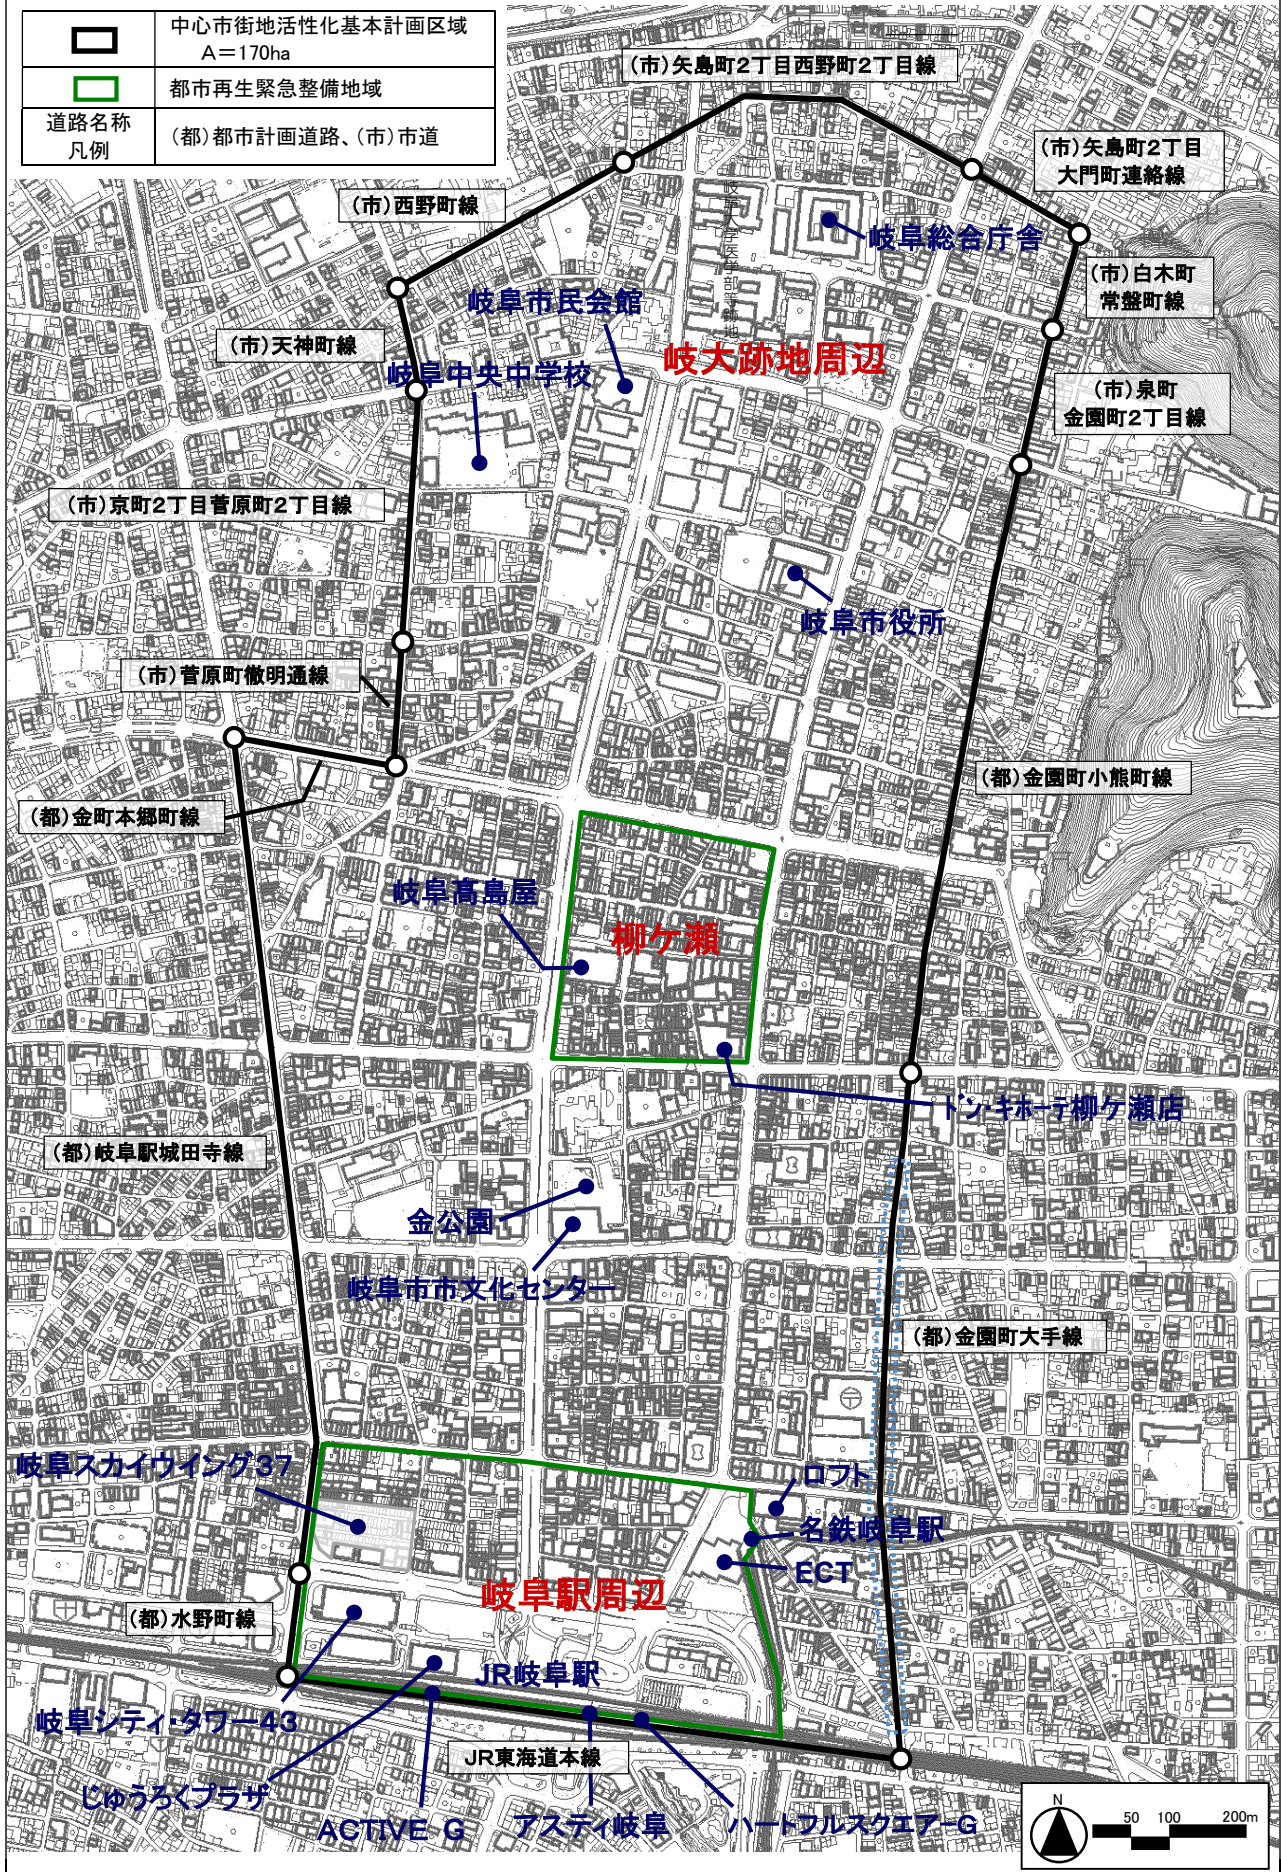 中心市街地活性化基本計画区域
A=170ha
都市再生緊急整備地域
道路名称
凡例
(都)都市計画道路、(市)市道
(市)矢島町2丁目西野町2丁目線
(市)矢島町2丁目
大門町連絡線
(市)西野町線
岐阜大学医学部等跡地
岐阜総合庁舎
(市)白木町
常盤町線
岐阜市民会館
(市)天神町線
岐大跡地周辺
岐阜中央中学校
(市)泉町
金園町2丁目線
(市)京町2丁目菅原町2丁目線
岐阜市役所
(市)菅原町徹明通線
(都)金園町小熊町線
(都)金町本郷町線
岐阜高島屋
柳ケ瀬
ドン・キホーテ柳ケ瀬店
(都)岐阜駅城田寺線
金公園
岐阜市市文化センター
(都)金園町大手線
岐阜スカイウイング37
ロフト
名鉄岐阜駅
ECT
岐阜駅周辺
(都)水野町線
JR岐阜駅
岐阜シティ・タワー43
JR東海道本線
じゅうろくプラザ
ACTIVE G
アスティ岐阜
ハートフルスクエアーG
N
50 100 200m